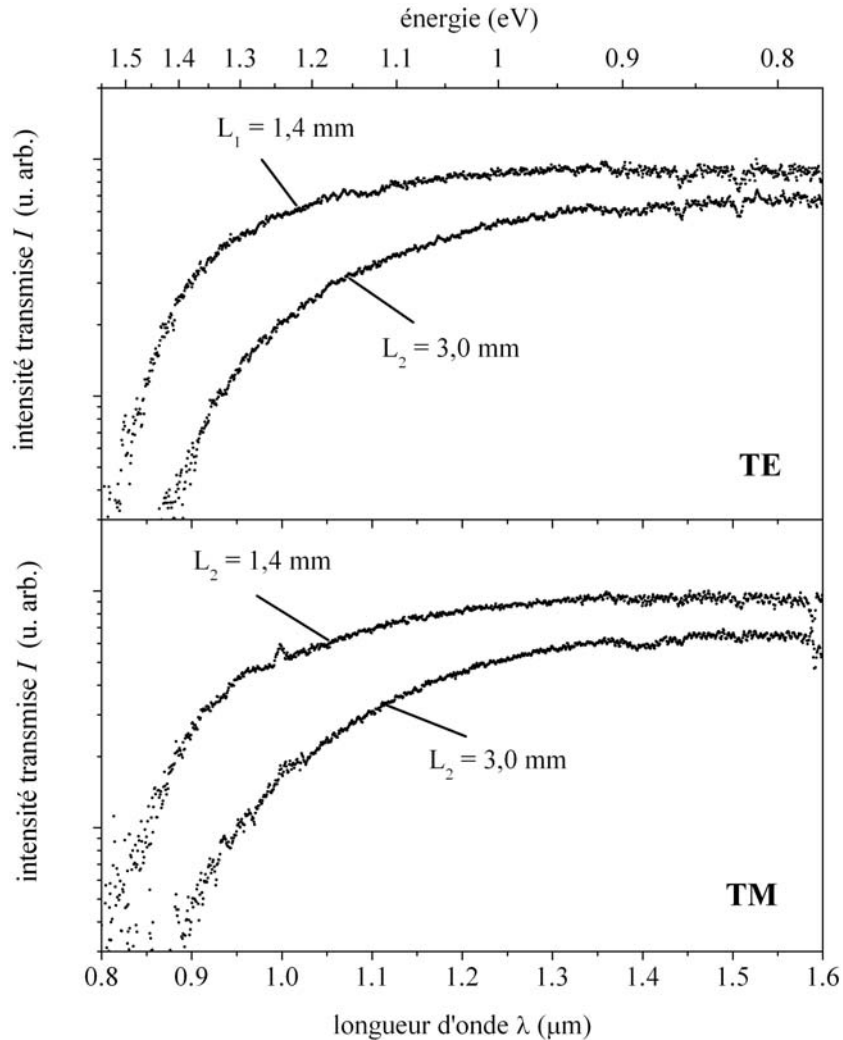 énergie (eV)
1.5 1.4 1.3 1.2 1.1 1 0.9 0.8
intensité transmise I (u. arb.)
L₁ = 1,4 mm
L₂ = 3,0 mm
TE
intensité transmise I (u. arb.)
L₂ = 1,4 mm
L₂ = 3,0 mm
TM
0.8 0.9 1.0 1.1 1.2 1.3 1.4 1.5 1.6
longueur d'onde λ (μm)